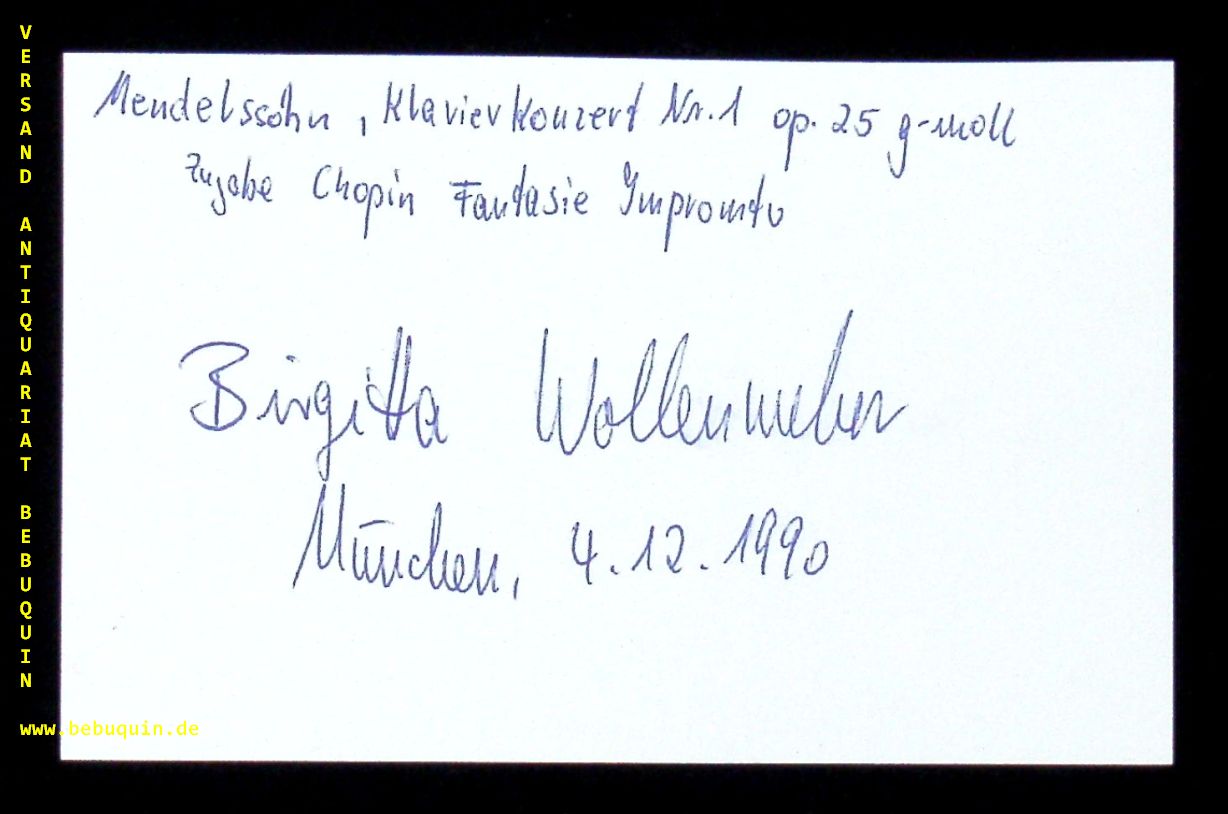 Mendelssohn, Klavierkonzert Nr.1 op. 25 g-moll
Zugabe Chopin Fantasie Impromtu
Birgitta Wollenweber
München, 4.12.1990
VERSAND ANTIQUARIAT BEBUQUIN
www.bebuquin.de